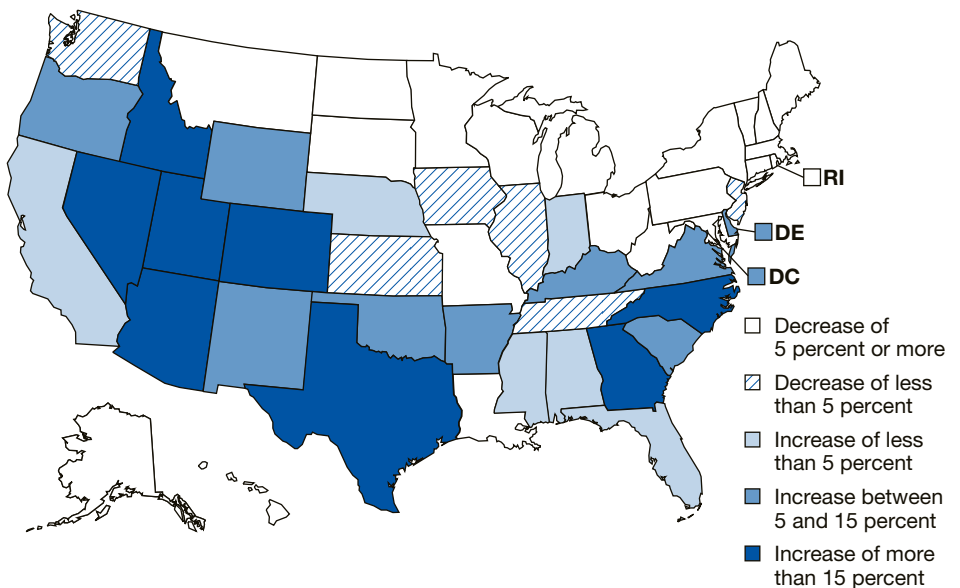 RI
DE
DC
Decrease of
5 percent or more
Decrease of less
than 5 percent
Increase of less
than 5 percent
Increase between
5 and 15 percent
Increase of more
than 15 percent